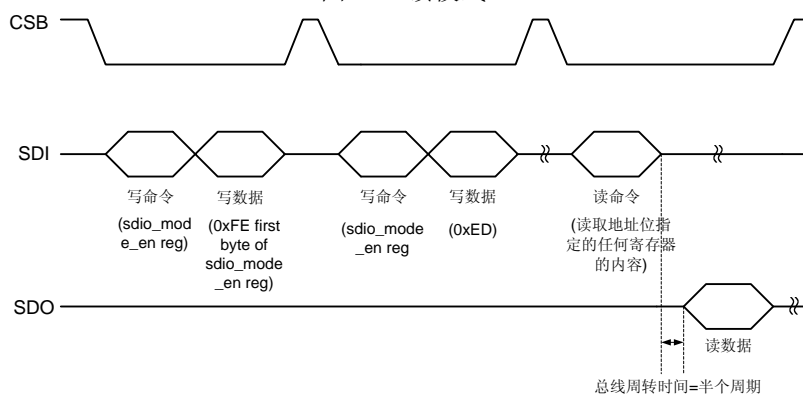 CSB
SDI
写命令
写数据
写命令
写数据
读命令
(sdio_mod
e_en reg)
(0xFE first
byte of
sdio_mode
_en reg)
(sdio_mode
_en reg
(0xED)
(读取地址位指
定的任何寄存器
的内容)
SDO
读数据
总线周转时间=半个周期